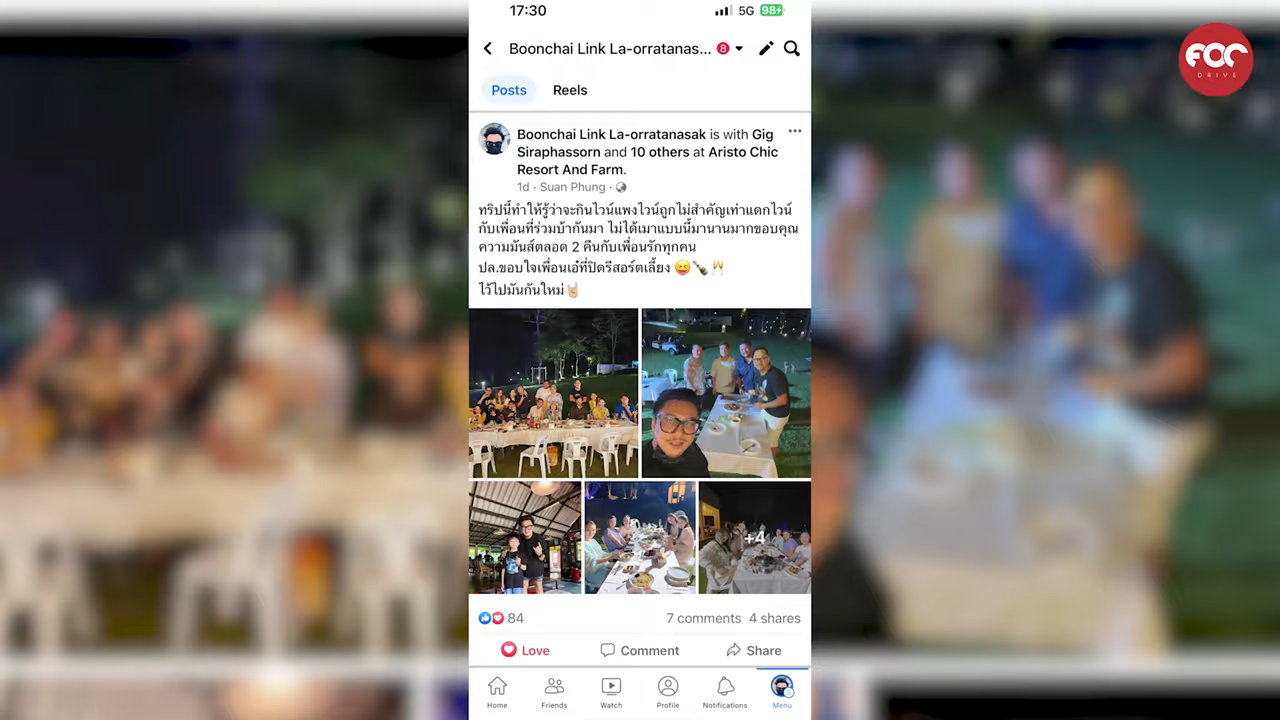 17:30
5G 98
FOC
DRIVE
Boonchai Link La-orratanas... 8
Posts Reels
Boonchai Link La-orratanasak is with Gig
Siraphassorn and 10 others at Aristo Chic
Resort And Farm.
1d · Suan Phung ·
ทริปนี้ทำให้รู้ว่าจะกินไวน์แพงไวน์ถูกไม่สำคัญเท่าแดกไวน์
กับเพื่อนที่ร่วมบ้ากันมา ไม่ได้เมาแบบนี้มานานมากขอบคุณ
ความมันส์ตลอด 2 คืนกับเพื่อนรักทุกคน
ปล.ขอบใจเพื่อนเอ๋ที่ปิดรีสอร์ตเลี้ยง 😝🍾🥂
ไว้ไปมันกันใหม่🤘🏻
+4
84 7 comments 4 shares
Love Comment Share
Home Friends Watch Profile Notifications Menu